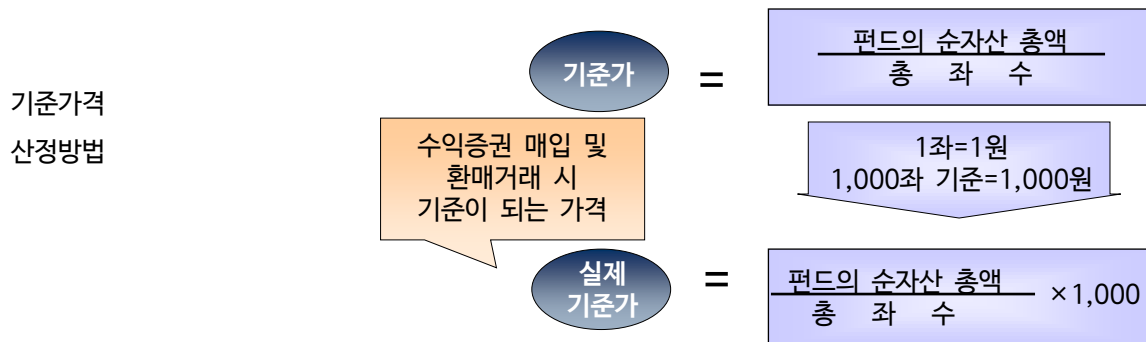 기준가격
산정방법
기준가
=
펀드의 순자산 총액
총 좌 수
수익증권 매입 및
환매거래 시
기준이 되는 가격
1좌=1원
1,000좌 기준=1,000원
실제
기준가
=
펀드의 순자산 총액
총 좌 수
×1,000